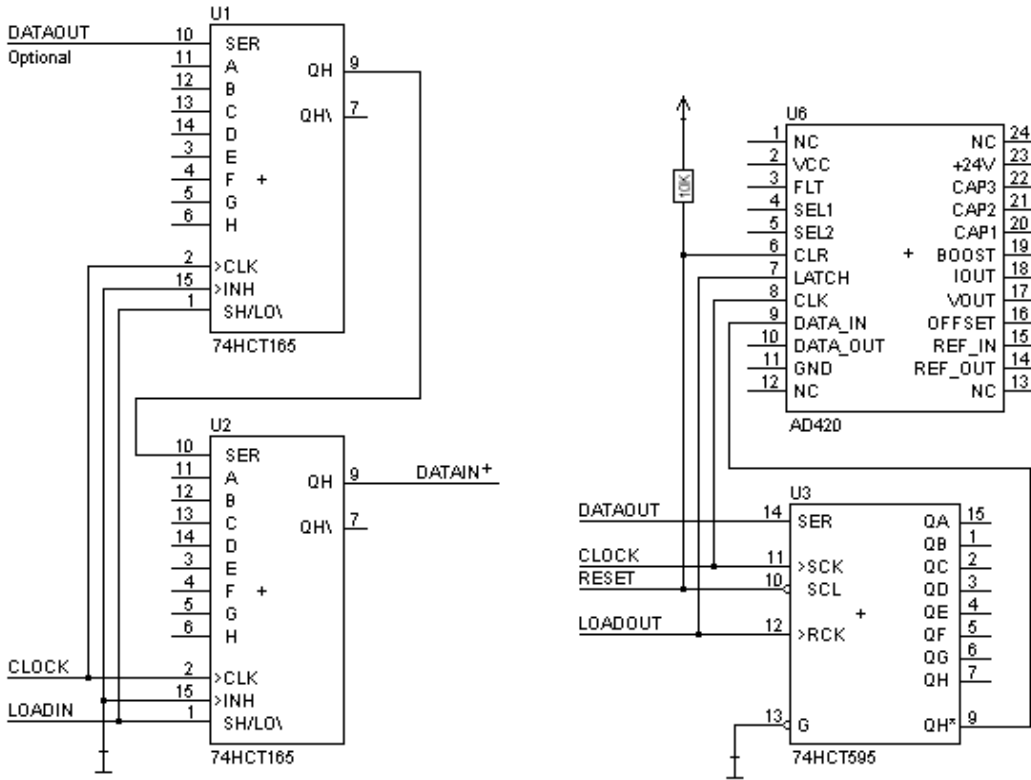 U1
DATAOUT 10 SER
Optional 11 A QH 9
12 B
13 C QH\ 7
14 D
3 E
4 F +
5 G
6 H
2 >CLK
15 >INH
1 SH/LO\
74HCT165
U2
10 SER
11 A QH 9 DATAIN+
12 B
13 C QH\ 7
14 D
3 E
4 F +
5 G
6 H
CLOCK 2 >CLK
15 >INH
LOADIN 1 SH/LO\
74HCT165
10K
U6
1 NC NC 24
2 VCC +24V 23
3 FLT CAP3 22
4 SEL1 CAP2 21
5 SEL2 CAP1 20
6 CLR + BOOST 19
7 LATCH IOUT 18
8 CLK VOUT 17
9 DATA_IN OFFSET 16
10 DATA_OUT REF_IN 15
11 GND REF_OUT 14
12 NC NC 13
AD420
U3
DATAOUT 14 SER QA 15
QB 1
CLOCK 11 >SCK QC 2
RESET 10 SCL QD 3
+ QE 4
LOADOUT 12 >RCK QF 5
QG 6
QH 7
13 G QH* 9
74HCT595